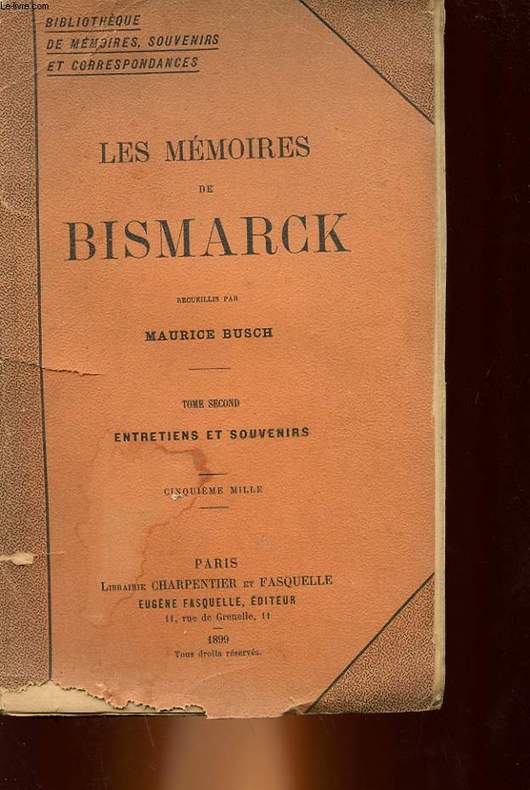 Le-livre.com
BIBLIOTHÈQUE
DE MÉMOIRES, SOUVENIRS
ET CORRESPONDANCES
LES MÉMOIRES
DE
BISMARCK
RECUEILLIS PAR
MAURICE BUSCH
TOME SECOND
ENTRETIENS ET SOUVENIRS
CINQUIÈME MILLE
PARIS
LIBRAIRIE CHARPENTIER ET FASQUELLE
EUGÈNE FASQUELLE, ÉDITEUR
11, rue de Grenelle, 11
1899
Tous droits réservés.